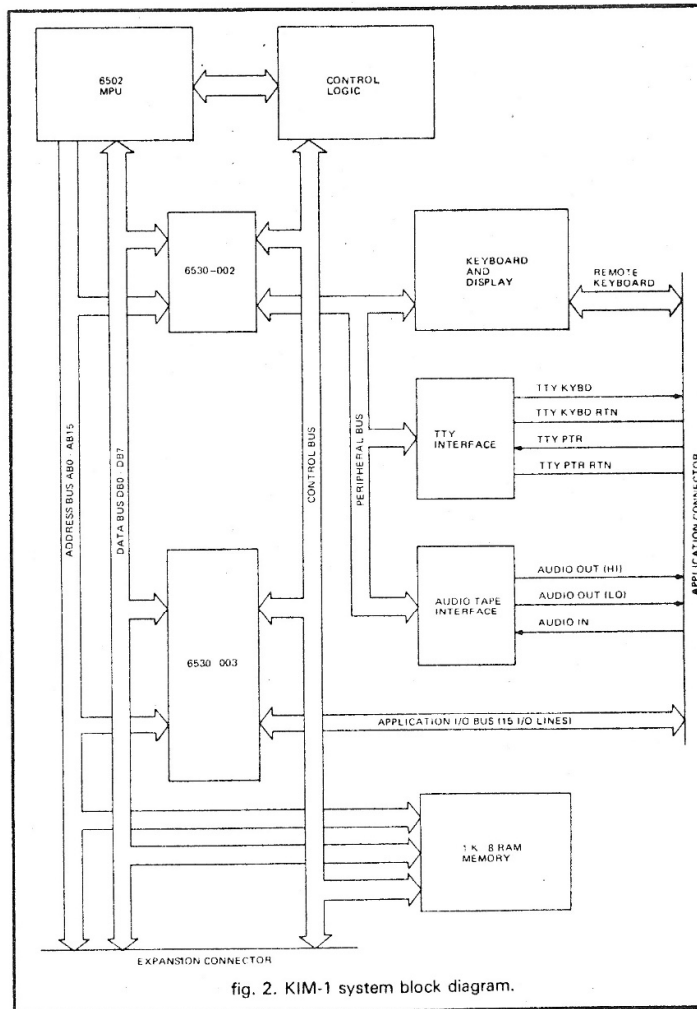 6502
MPU
CONTROL
LOGIC
6530-002
KEYBOARD
AND
DISPLAY
REMOTE
KEYBOARD
ADDRESS BUS AB0 - AB15
DATA BUS DB0 - DB7
CONTROL BUS
PERIPHERAL BUS
TTY
INTERFACE
TTY KYBD
TTY KYBD RTN
TTY PTR
TTY PTR RTN
APPLICATION CONNECTOR
AUDIO TAPE
INTERFACE
AUDIO OUT (HI)
AUDIO OUT (LO)
AUDIO IN
6530 003
APPLICATION I/O BUS (15 I/O LINES)
1 K 8 RAM
MEMORY
EXPANSION CONNECTOR
fig. 2. KIM-1 system block diagram.